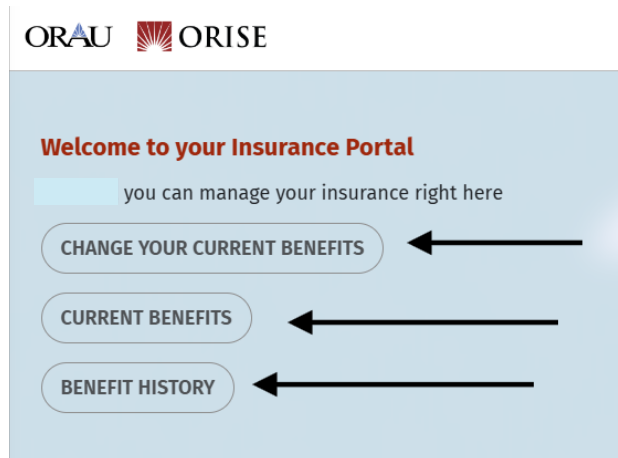 ORAU ORISE
Welcome to your Insurance Portal
you can manage your insurance right here
CHANGE YOUR CURRENT BENEFITS
CURRENT BENEFITS
BENEFIT HISTORY